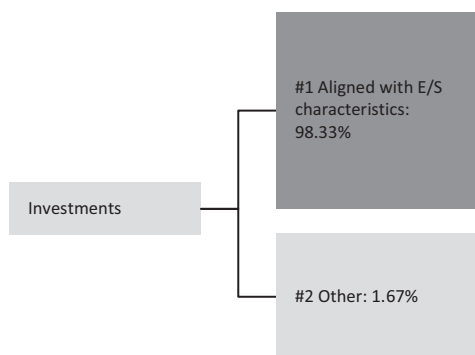 #1 Aligned with E/S
characteristics:
98.33%
Investments
#2 Other: 1.67%